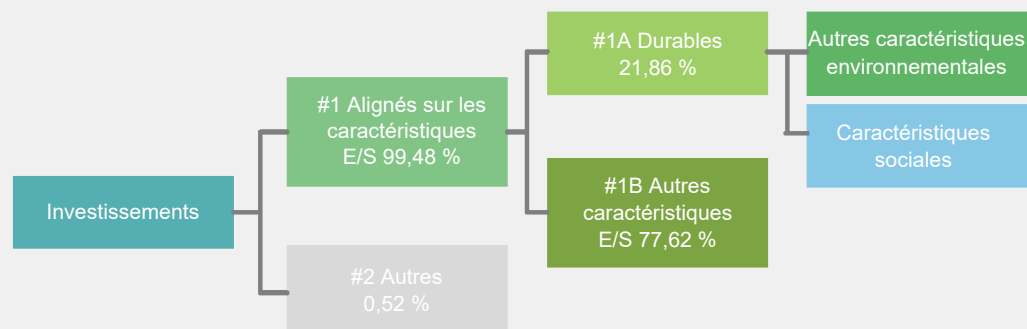 Investissements
#1 Alignés sur les
caractéristiques
E/S 99,48 %
#2 Autres
0,52 %
#1A Durables
21,86 %
#1B Autres
caractéristiques
E/S 77,62 %
Autres caractéristiques
environnementales
Caractéristiques
sociales